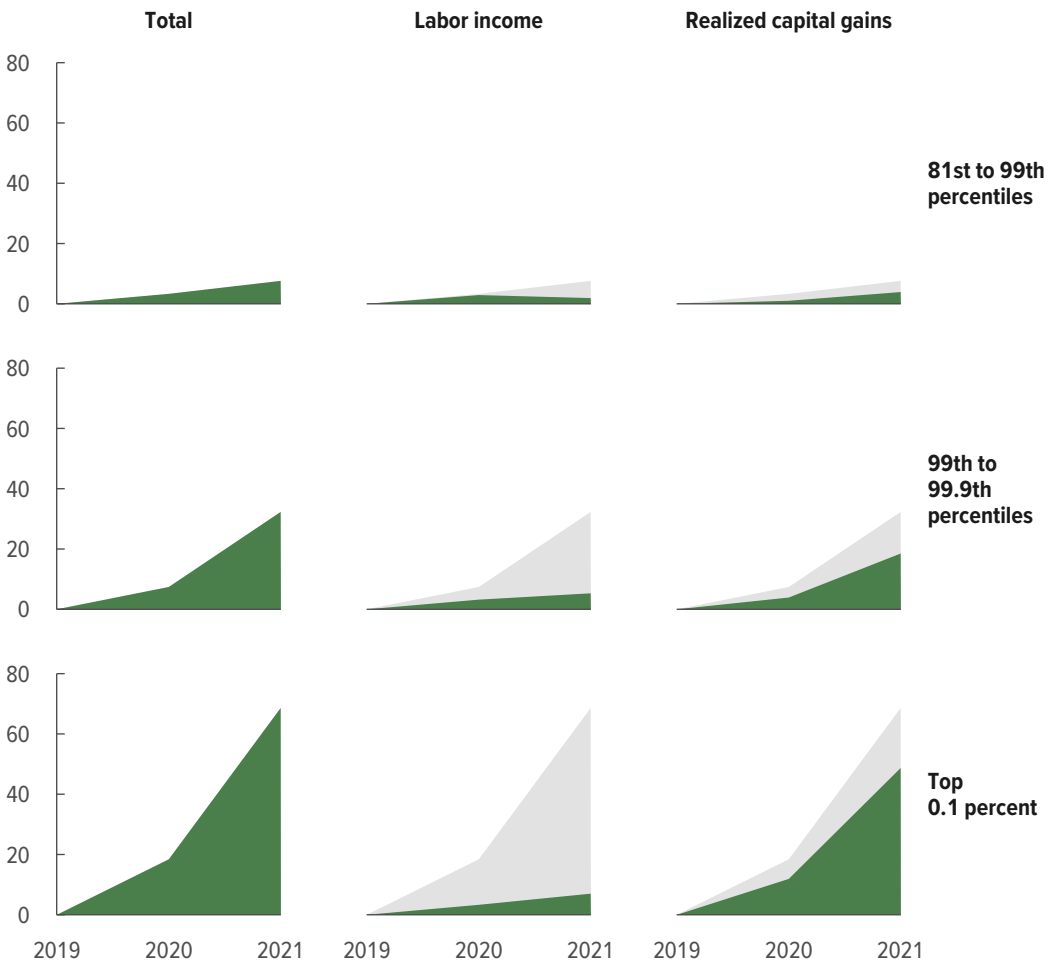 Total
Labor income
Realized capital gains
80
60
40
20
0
81st to 99th
percentiles
80
60
40
20
0
99th to
99.9th
percentiles
80
60
40
20
0
Top
0.1 percent
2019 2020 2021 2019 2020 2021 2019 2020 2021